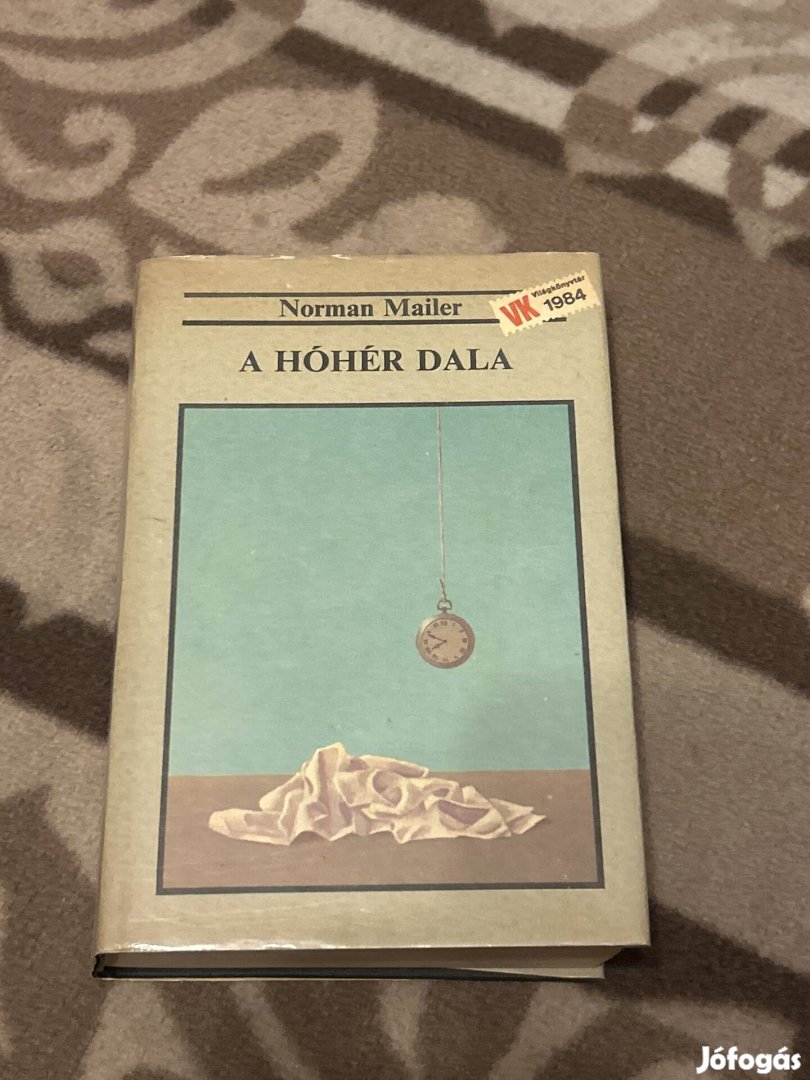 Norman Mailer
VK Világkönyvtár
1984
A HÓHÉR DALA
Jófogás